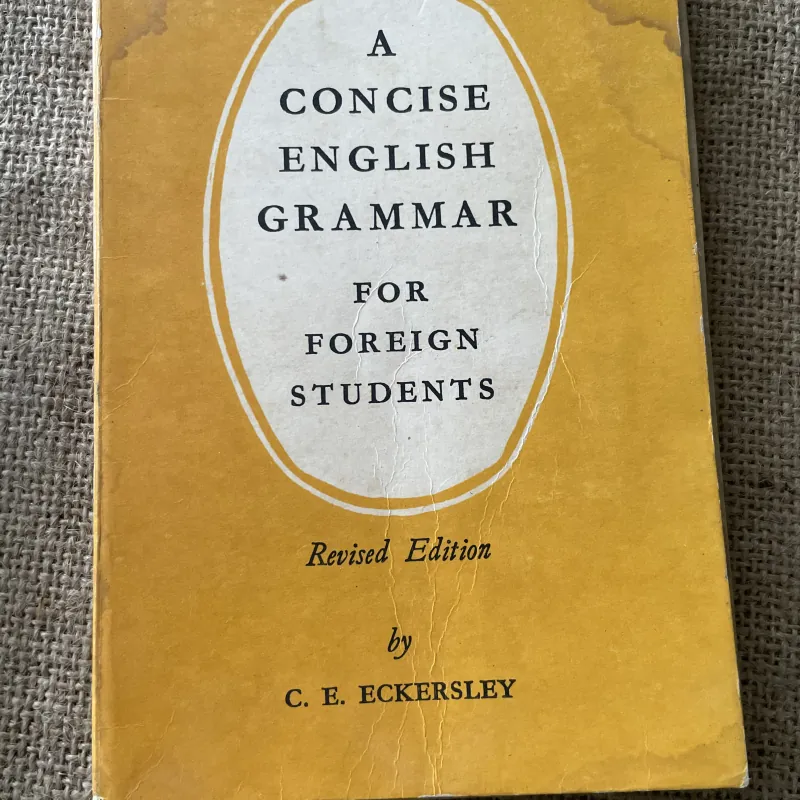 A
CONCISE
ENGLISH
GRAMMAR
FOR
FOREIGN
STUDENTS
Revised Edition
by
C. E. ECKERSLEY